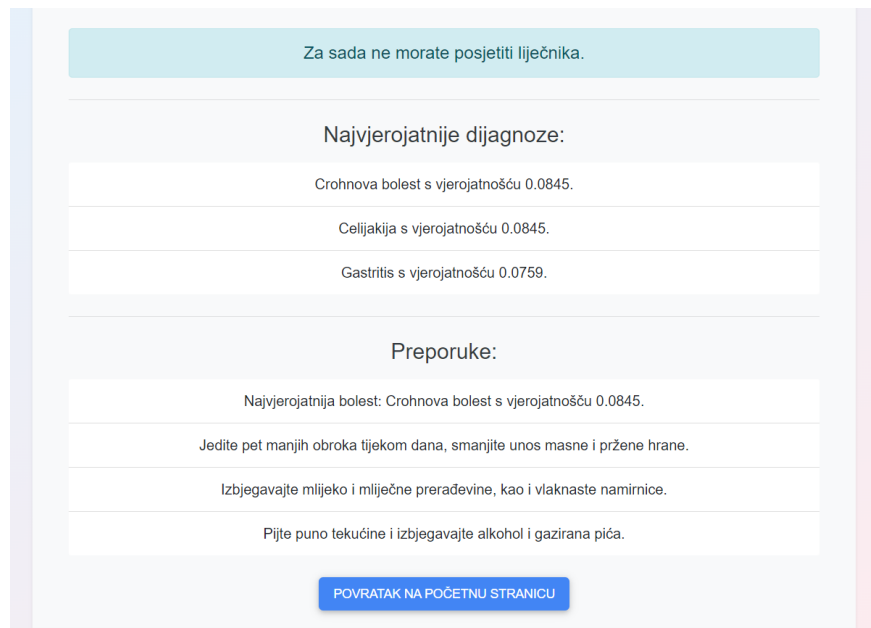 Za sada ne morate posjetiti liječnika.
Najvjerojatnije dijagnoze:
Crohnova bolest s vjerojatnošću 0.0845.
Celijakija s vjerojatnošću 0.0845.
Gastritis s vjerojatnošću 0.0759.
Preporuke:
Najvjerojatnija bolest: Crohnova bolest s vjerojatnošču 0.0845.
Jedite pet manjih obroka tijekom dana, smanjite unos masne i pržene hrane.
Izbjegavajte mlijeko i mliječne prerađevine, kao i vlaknaste namirnice.
Pijte puno tekućine i izbjegavajte alkohol i gazirana pića.
POVRATAK NA POČETNU STRANICU